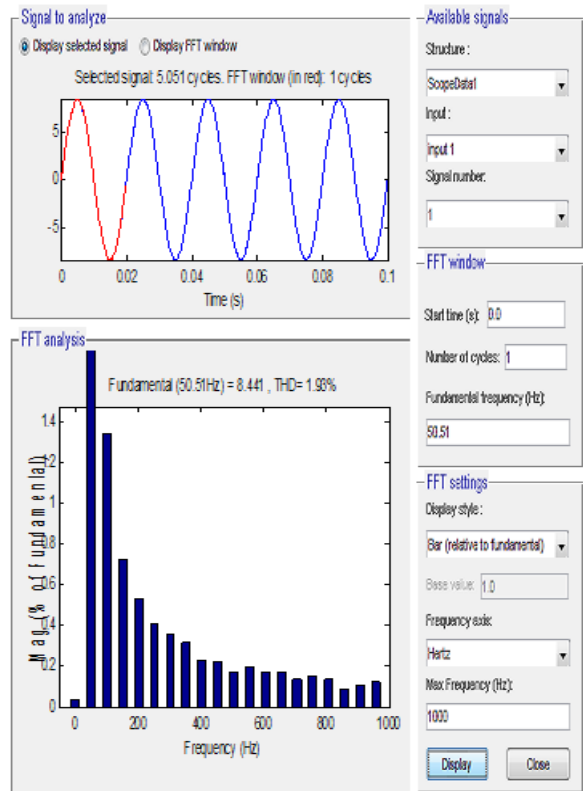 Signal to analyze
Display selected signal
Display FFT window
Selected signal: 5.051 cycles. FFT window (in red): 1 cycles
5
0
-5
0
0.02
0.04
0.06
0.08
0.1
Time (s)
FFT analysis
Fundamental (50.51Hz) = 8.441 , THD= 1.93%
1.4
1.2
1
0.8
0.6
0.4
0.2
0
Mag (% of Fundamental)
0
200
400
600
800
1000
Frequency (Hz)
Available signals
Structure :
ScopeData1
Input :
input 1
Signal number:
1
FFT window
Start time (s): 0.0
Number of cycles: 1
Fundamental frequency (Hz):
50.51
FFT settings
Display style :
Bar (relative to fundamental)
Base value: 1.0
Frequency axis:
Hertz
Max Frequency (Hz):
1000
Display
Close